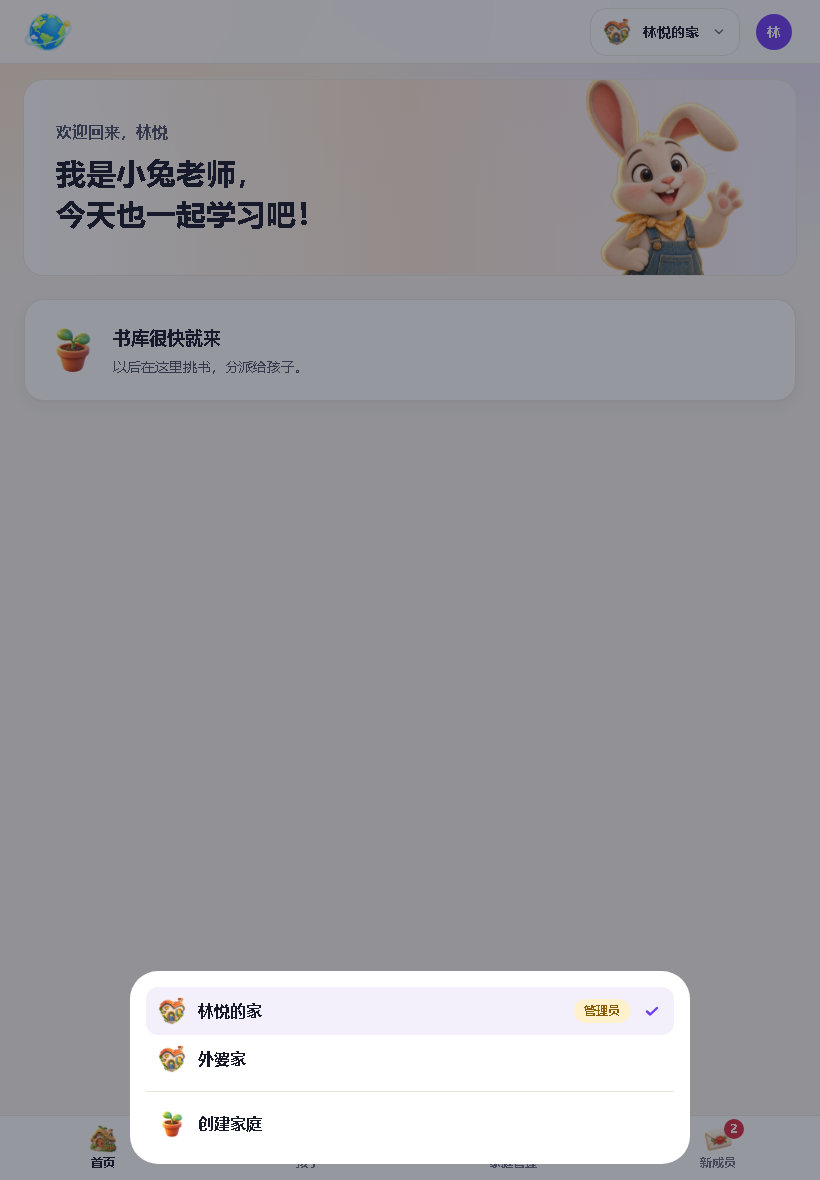 林悦的家
林
欢迎回来，林悦
我是小兔老师，
今天也一起学习吧！
书库很快就来
以后在这里挑书，分派给孩子。
林悦的家
管理员
外婆家
创建家庭
首页
2
新成员